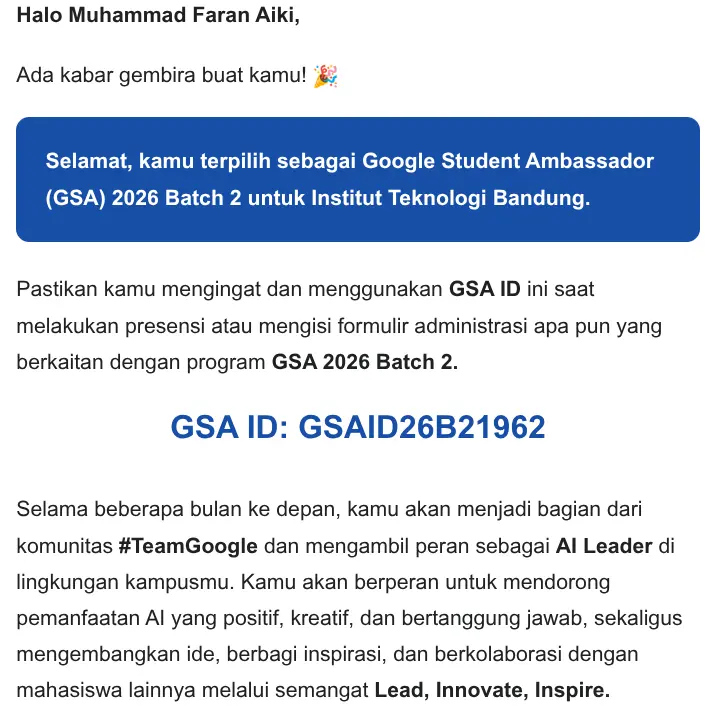 Halo Muhammad Faran Aiki,
Ada kabar gembira buat kamu! 🎉
Selamat, kamu terpilih sebagai Google Student Ambassador
(GSA) 2026 Batch 2 untuk Institut Teknologi Bandung.
Pastikan kamu mengingat dan menggunakan GSA ID ini saat
melakukan presensi atau mengisi formulir administrasi apa pun yang
berkaitan dengan program GSA 2026 Batch 2.
GSA ID: GSAID26B21962
Selama beberapa bulan ke depan, kamu akan menjadi bagian dari
komunitas #TeamGoogle dan mengambil peran sebagai AI Leader di
lingkungan kampusmu. Kamu akan berperan untuk mendorong
pemanfaatan AI yang positif, kreatif, dan bertanggung jawab, sekaligus
mengembangkan ide, berbagi inspirasi, dan berkolaborasi dengan
mahasiswa lainnya melalui semangat Lead, Innovate, Inspire.